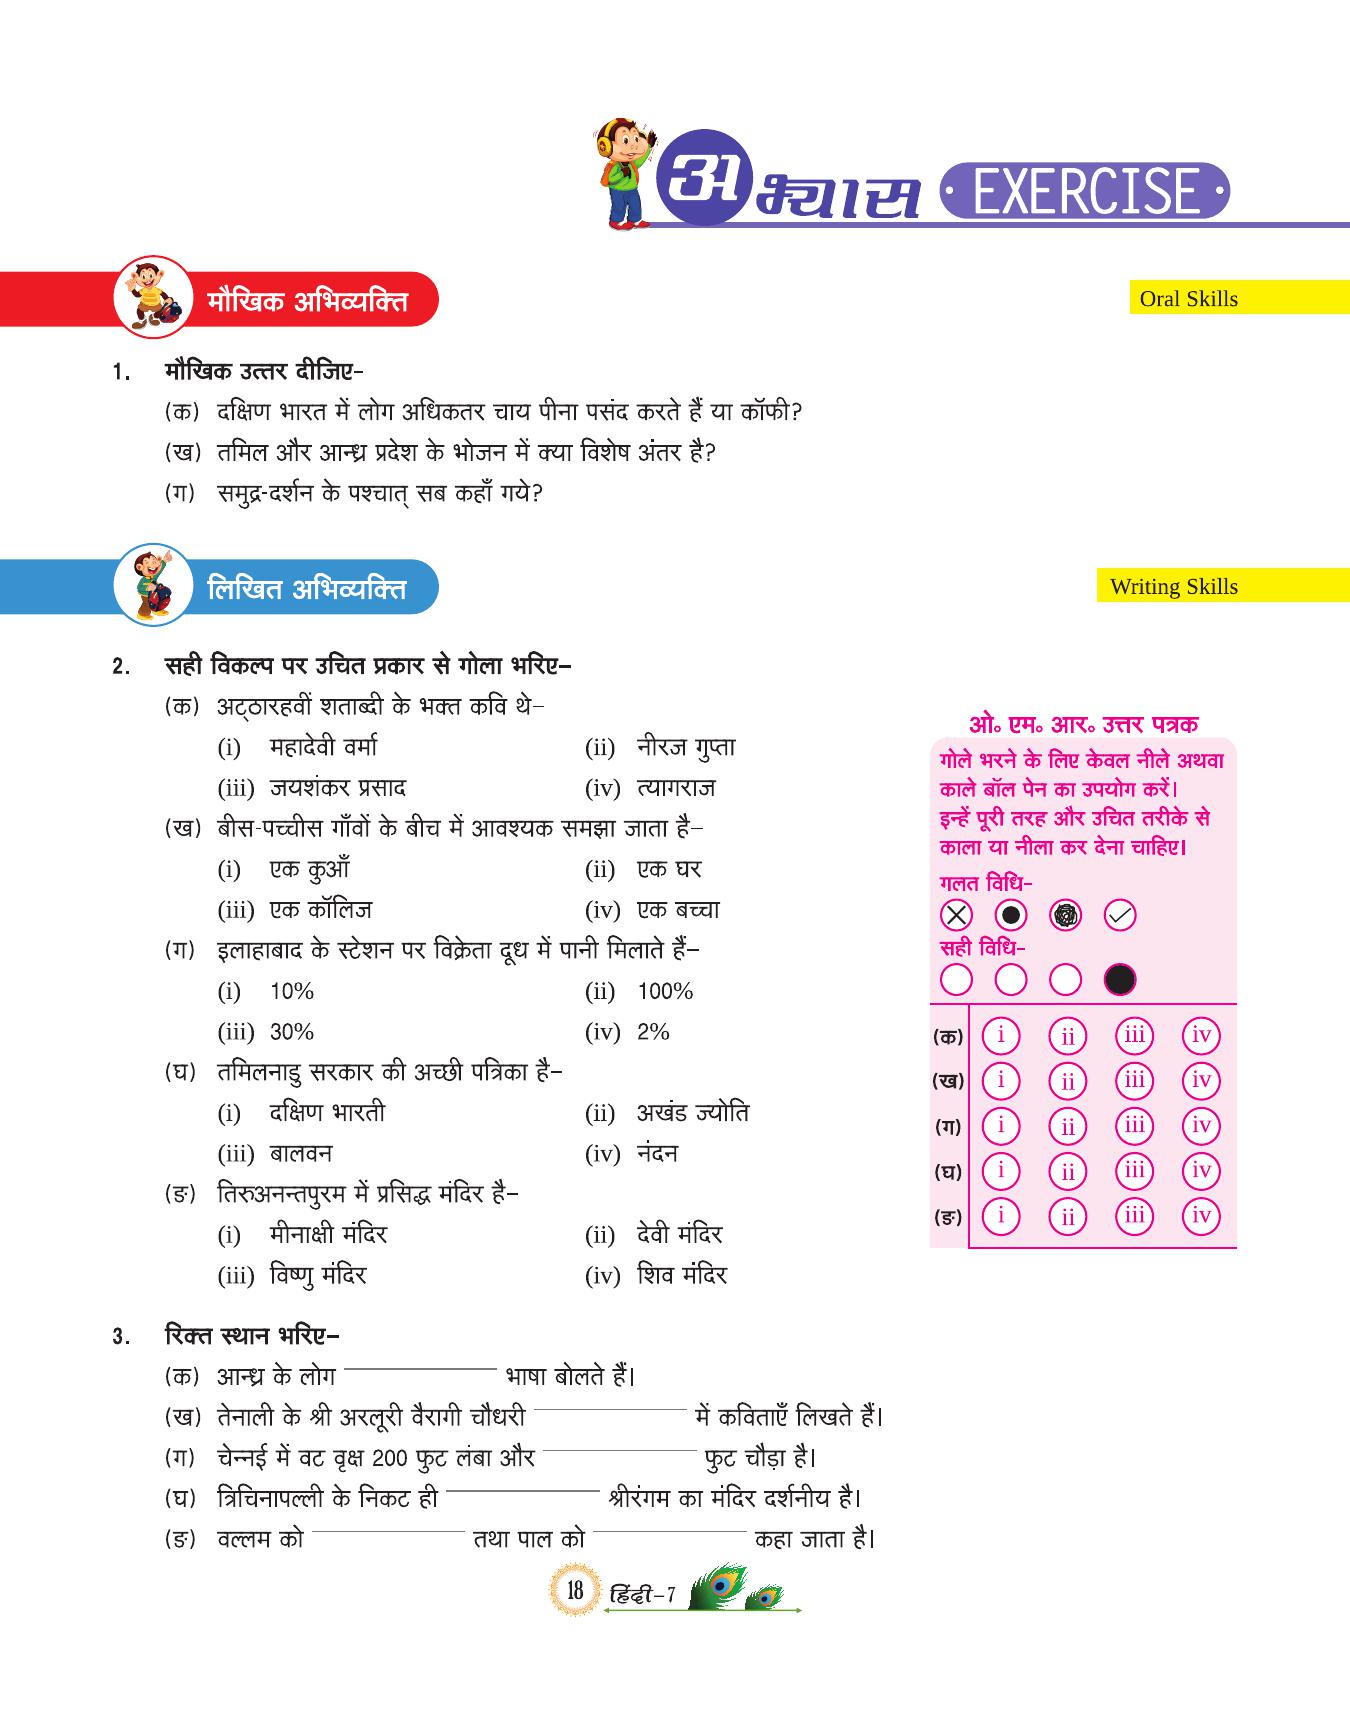 अभ्यास EXERCISE
मौखिक अभिव्यक्ति
Oral Skills
1. मौखिक उत्तर दीजिए–
(क) दक्षिण भारत में लोग अधिकतर चाय पीना पसंद करते हैं या कॉफी?
(ख) तमिल और आन्ध्र प्रदेश के भोजन में क्या विशेष अंतर है?
(ग) समुद्र-दर्शन के पश्चात् सब कहाँ गये?
लिखित अभिव्यक्ति
Writing Skills
2. सही विकल्प पर उचित प्रकार से गोला भरिए–
(क) अट्ठारहवीं शताब्दी के भक्त कवि थे–
(i) महादेवी वर्मा (ii) नीरज गुप्ता
(iii) जयशंकर प्रसाद (iv) त्यागराज
(ख) बीस-पच्चीस गाँवों के बीच में आवश्यक समझा जाता है–
(i) एक कुआँ (ii) एक घर
(iii) एक कॉलिज (iv) एक बच्चा
(ग) इलाहाबाद के स्टेशन पर विक्रेता दूध में पानी मिलाते हैं–
(i) 10% (ii) 100%
(iii) 30% (iv) 2%
(घ) तमिलनाडु सरकार की अच्छी पत्रिका है–
(i) दक्षिण भारती (ii) अखंड ज्योति
(iii) बालवन (iv) नंदन
(ङ) तिरुअनन्तपुरम में प्रसिद्ध मंदिर है–
(i) मीनाक्षी मंदिर (ii) देवी मंदिर
(iii) विष्णु मंदिर (iv) शिव मंदिर
ओ॰ एम॰ आर॰ उत्तर पत्रक
गोले भरने के लिए केवल नीले अथवा
काले बॉल पेन का उपयोग करें।
इन्हें पूरी तरह और उचित तरीके से
काला या नीला कर देना चाहिए।
गलत विधि–
सही विधि–
(क) i ii iii iv
(ख) i ii iii iv
(ग) i ii iii iv
(घ) i ii iii iv
(ङ) i ii iii iv
3. रिक्त स्थान भरिए–
(क) आन्ध्र के लोग ____________ भाषा बोलते हैं।
(ख) तेनाली के श्री अरलूरी वैरागी चौधरी ____________ में कविताएँ लिखते हैं।
(ग) चेन्नई में वट वृक्ष 200 फुट लंबा और ____________ फुट चौड़ा है।
(घ) त्रिचिनापल्ली के निकट ही ____________ श्रीरंगम का मंदिर दर्शनीय है।
(ङ) वल्लम को ____________ तथा पाल को ____________ कहा जाता है।
18 हिंदी–7